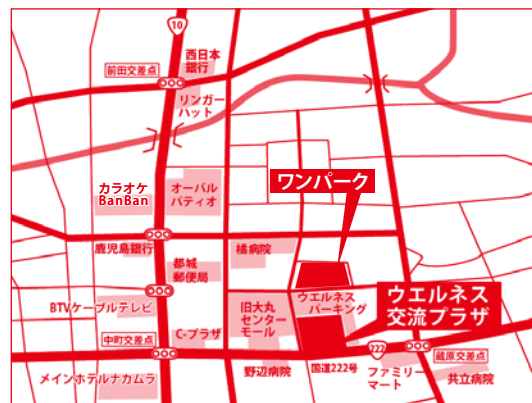 10
西日本
銀行
前田交差点
リンガー
ハット
ワンパーク
カラオケ
BanBan
オーバル
パティオ
鹿児島銀行
都城
郵便局
橘病院
BTVケーブルテレビ
旧大丸
センター
モール
ウエルネス
パーキング
ウエルネス
交流プラザ
中町交差点
C-プラザ
野辺病院
国道222号
222
ファミリー
マート
蔵原交差点
共立病院
メインホテルナカムラ